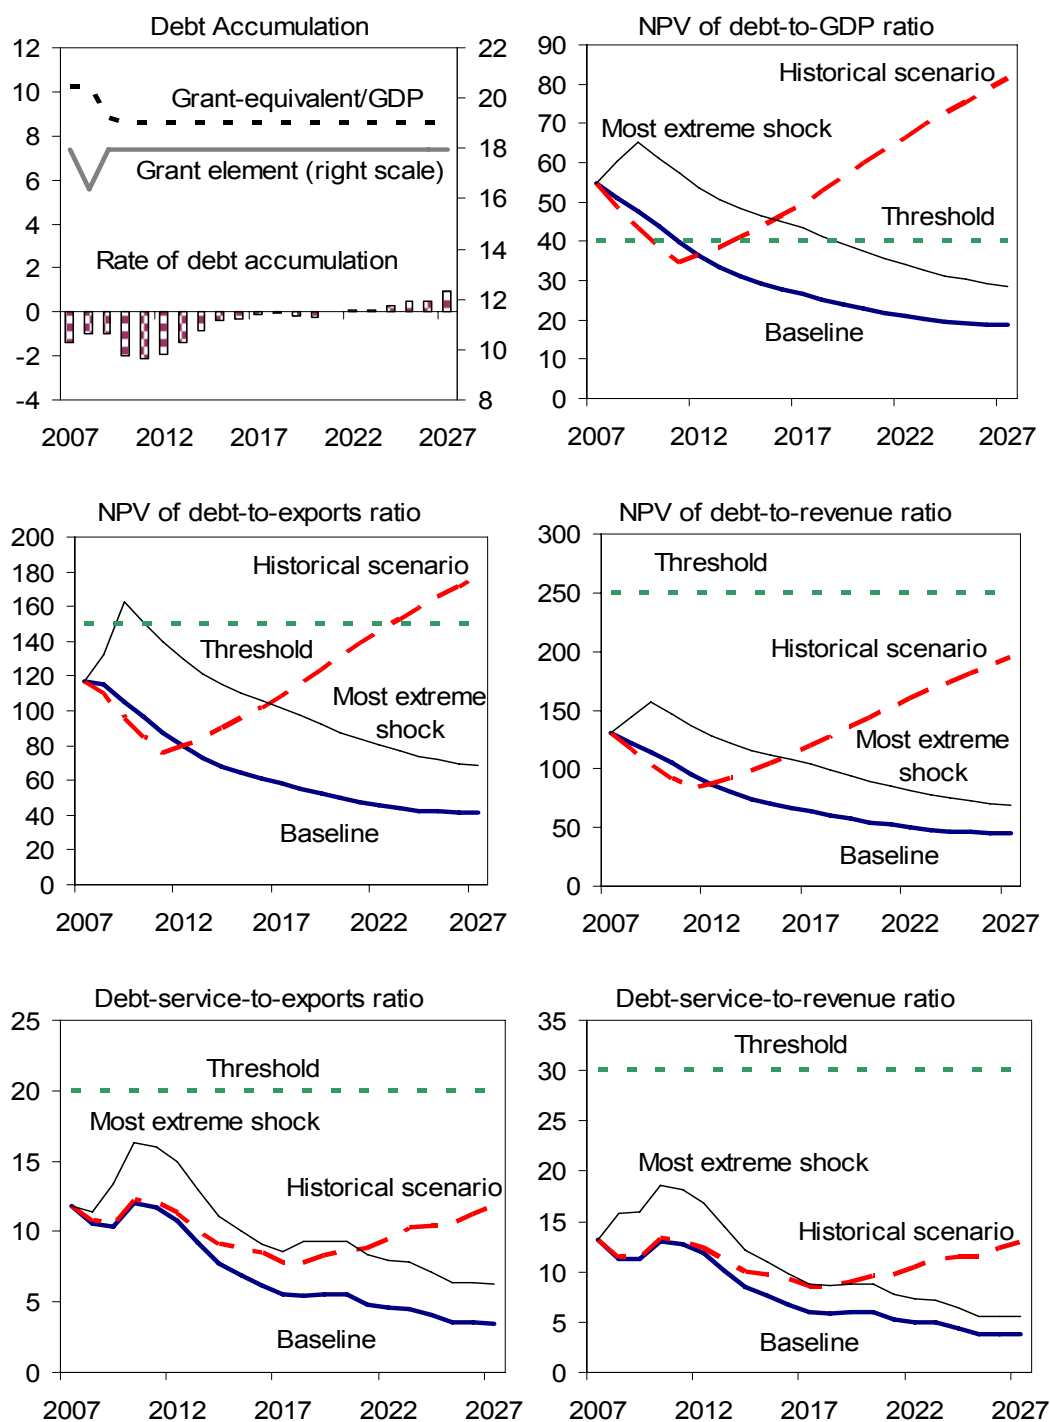 Debt Accumulation
12
10
8
6
4
2
0
-2
-4
22
20
18
16
14
12
10
8
Grant-equivalent/GDP
Grant element (right scale)
Rate of debt accumulation
2007 2012 2017 2022 2027
NPV of debt-to-GDP ratio
90
80
70
60
50
40
30
20
10
0
Historical scenario
Most extreme shock
Threshold
Baseline
2007 2012 2017 2022 2027
NPV of debt-to-exports ratio
200
180
160
140
120
100
80
60
40
20
0
Historical scenario
Threshold
Most extreme
shock
Baseline
2007 2012 2017 2022 2027
NPV of debt-to-revenue ratio
300
250
200
150
100
50
0
Threshold
Historical scenario
Most extreme
shock
Baseline
2007 2012 2017 2022 2027
Debt-service-to-exports ratio
25
20
15
10
5
0
Threshold
Most extreme shock
Historical scenario
Baseline
2007 2012 2017 2022 2027
Debt-service-to-revenue ratio
35
30
25
20
15
10
5
0
Threshold
Most extreme shock
Historical scenario
Baseline
2007 2012 2017 2022 2027